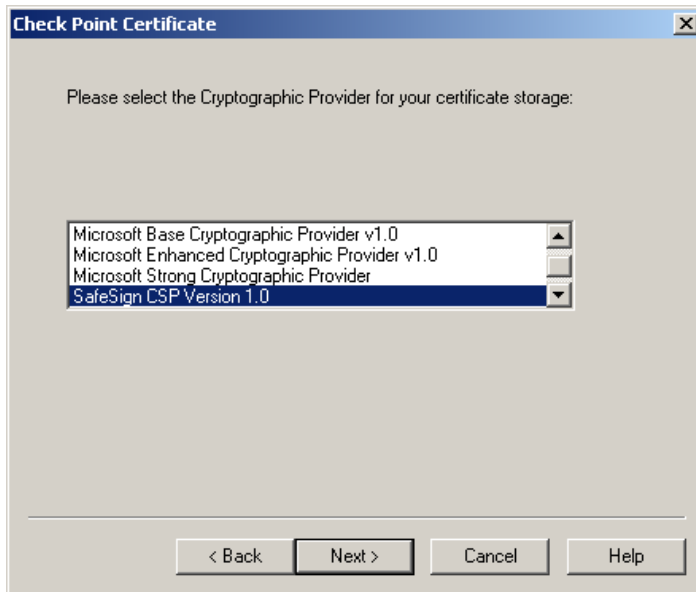 Check Point Certificate
Please select the Cryptographic Provider for your certificate storage:
Microsoft Base Cryptographic Provider v1.0
Microsoft Enhanced Cryptographic Provider v1.0
Microsoft Strong Cryptographic Provider
SafeSign CSP Version 1.0
< Back Next > Cancel Help